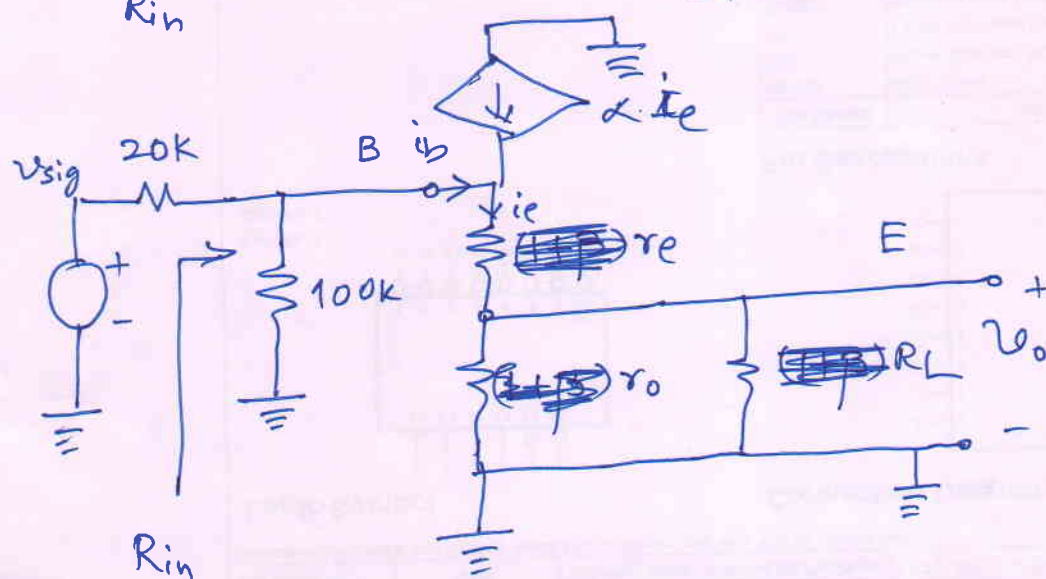 Rin
α.Ie
20K
B ib
vsig
ie
re
E
+
+
100K
-
vo
ro
RL
-
Rin